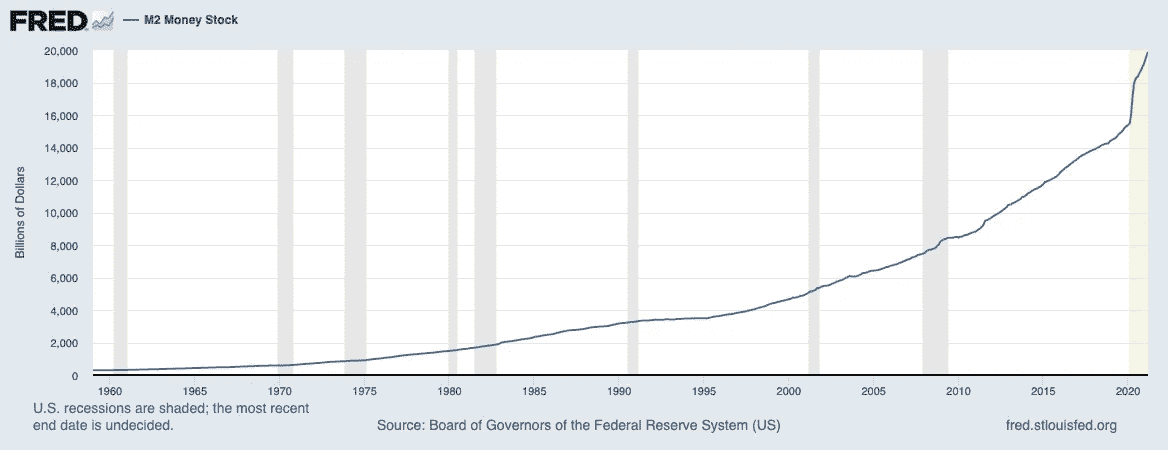 FRED
M2 Money Stock
20,000
18,000
16,000
14,000
12,000
10,000
8,000
6,000
4,000
2,000
0
Billions of Dollars
1960 1965 1970 1975 1980 1985 1990 1995 2000 2005 2010 2015 2020
U.S. recessions are shaded; the most recent
end date is undecided.
Source: Board of Governors of the Federal Reserve System (US)
fred.stlouisfed.org